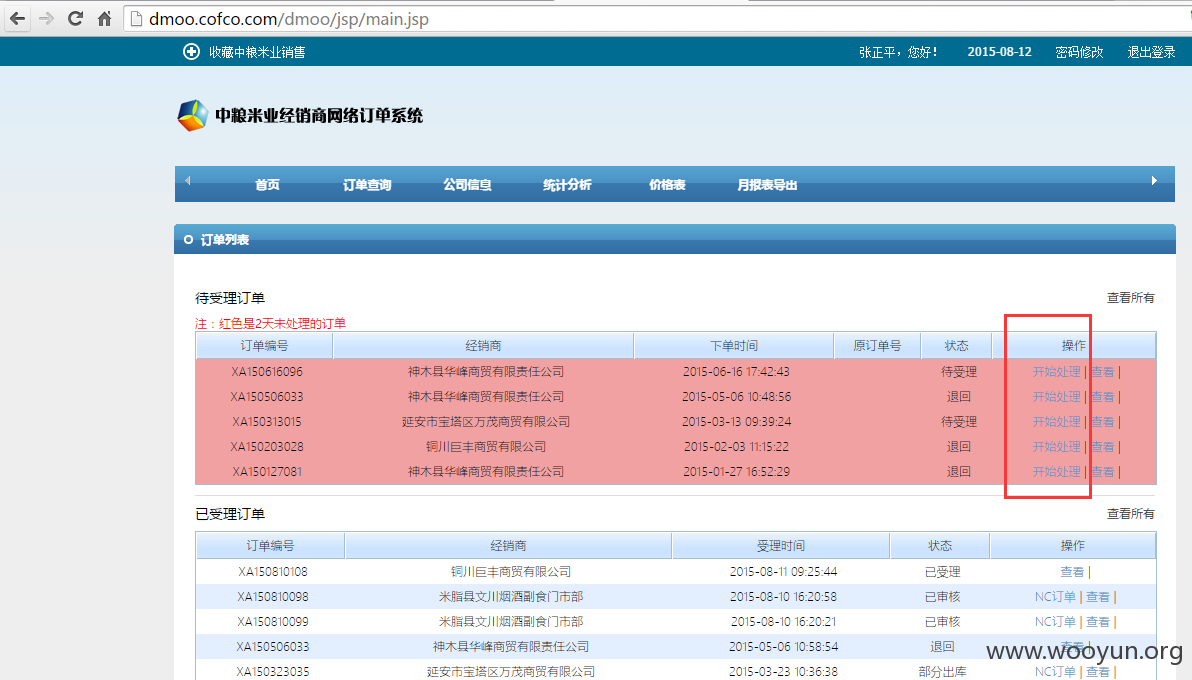 dmoo.cofco.com/dmoo/jsp/main.jsp
收藏中粮米业销售 张正平，您好！ 2015-08-12 密码修改 退出登录
中粮米业经销商网络订单系统
首页 订单查询 公司信息 统计分析 价格表 月报表导出
订单列表
待受理订单 查看所有
注：红色是2天未处理的订单
订单编号 经销商 下单时间 原订单号 状态 操作
XA150616096 神木县华峰商贸有限责任公司 2015-06-16 17:42:43 待受理 开始处理 | 查看 |
XA150506033 神木县华峰商贸有限责任公司 2015-05-06 10:48:56 退回 开始处理 | 查看 |
XA150313015 延安市宝塔区万茂商贸有限公司 2015-03-13 09:39:24 待受理 开始处理 | 查看 |
XA150203028 铜川巨丰商贸有限公司 2015-02-03 11:15:22 退回 开始处理 | 查看 |
XA150127081 神木县华峰商贸有限责任公司 2015-01-27 16:52:29 退回 开始处理 | 查看 |
已受理订单 查看所有
订单编号 经销商 受理时间 状态 操作
XA150810108 铜川巨丰商贸有限公司 2015-08-11 09:25:44 已受理 查看 |
XA150810098 米脂县文川烟酒副食门市部 2015-08-10 16:20:58 已审核 NC订单 | 查看 |
XA150810099 米脂县文川烟酒副食门市部 2015-08-10 16:20:21 已审核 NC订单 | 查看 |
XA150506033 神木县华峰商贸有限责任公司 2015-05-06 10:58:54 退回 查看 |
www.wooyun.org
XA150323035 延安市宝塔区万茂商贸有限公司 2015-03-23 10:36:38 部分出库 NC订单 | 查看 |